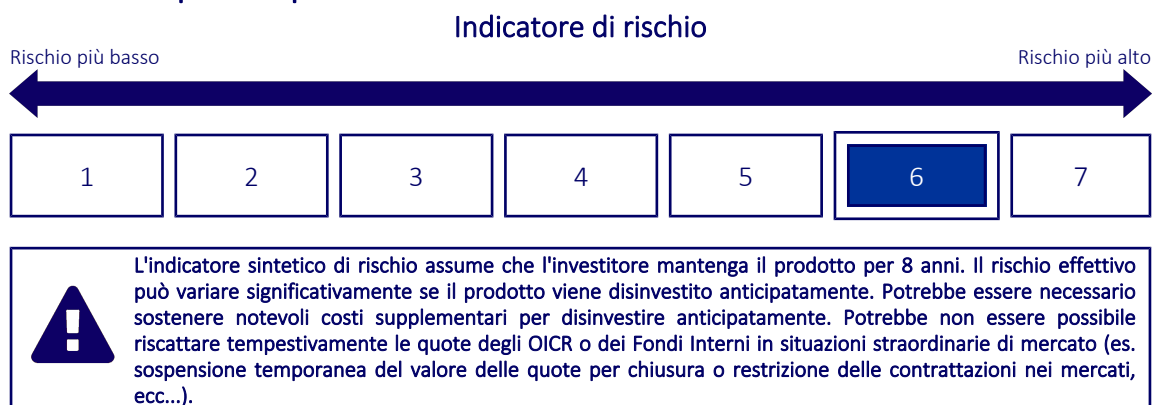 Indicatore di rischio
Rischio più basso
Rischio più alto
1 2 3 4 5 6 7
L'indicatore sintetico di rischio assume che l'investitore mantenga il prodotto per 8 anni. Il rischio effettivo
può variare significativamente se il prodotto viene disinvestito anticipatamente. Potrebbe essere necessario
sostenere notevoli costi supplementari per disinvestire anticipatamente. Potrebbe non essere possibile
riscattare tempestivamente le quote degli OICR o dei Fondi Interni in situazioni straordinarie di mercato (es.
sospensione temporanea del valore delle quote per chiusura o restrizione delle contrattazioni nei mercati,
ecc...).